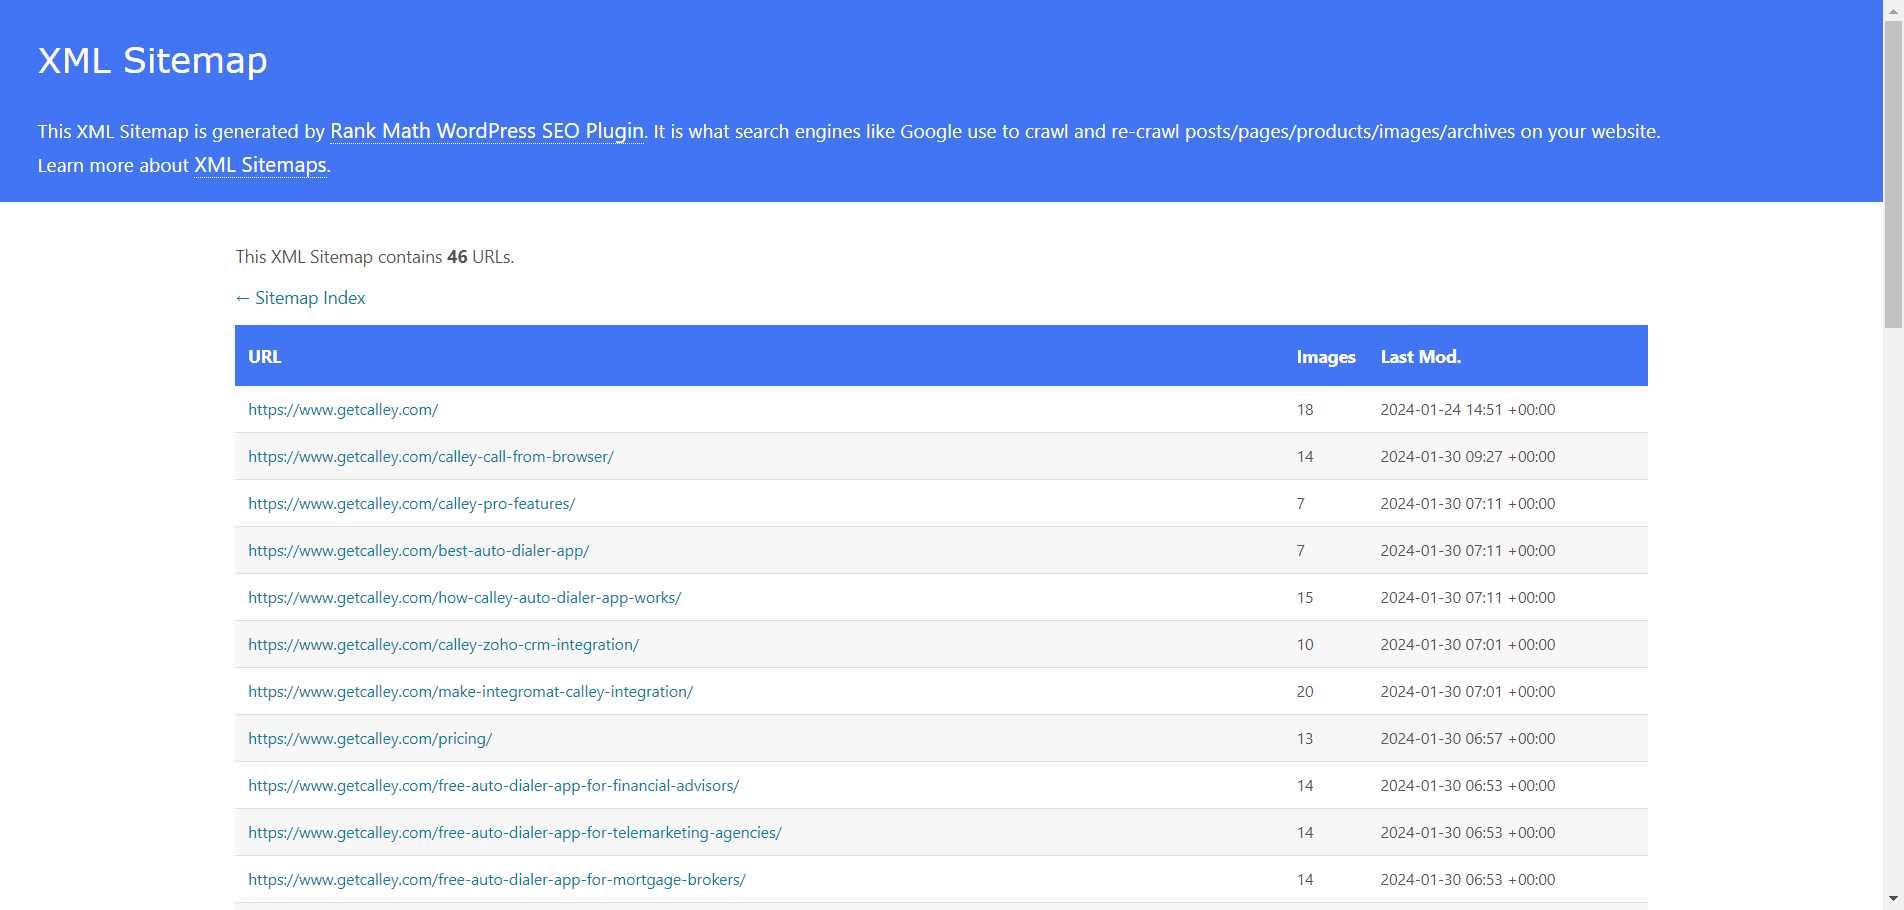 XML Sitemap
This XML Sitemap is generated by Rank Math WordPress SEO Plugin. It is what search engines like Google use to crawl and re-crawl posts/pages/products/images/archives on your website.
Learn more about XML Sitemaps.
This XML Sitemap contains 46 URLs.
← Sitemap Index
URL Images Last Mod.
https://www.getcalley.com/ 18 2024-01-24 14:51 +00:00
https://www.getcalley.com/calley-call-from-browser/ 14 2024-01-30 09:27 +00:00
https://www.getcalley.com/calley-pro-features/ 7 2024-01-30 07:11 +00:00
https://www.getcalley.com/best-auto-dialer-app/ 7 2024-01-30 07:11 +00:00
https://www.getcalley.com/how-calley-auto-dialer-app-works/ 15 2024-01-30 07:11 +00:00
https://www.getcalley.com/calley-zoho-crm-integration/ 10 2024-01-30 07:01 +00:00
https://www.getcalley.com/make-integromat-calley-integration/ 20 2024-01-30 07:01 +00:00
https://www.getcalley.com/pricing/ 13 2024-01-30 06:57 +00:00
https://www.getcalley.com/free-auto-dialer-app-for-financial-advisors/ 14 2024-01-30 06:53 +00:00
https://www.getcalley.com/free-auto-dialer-app-for-telemarketing-agencies/ 14 2024-01-30 06:53 +00:00
https://www.getcalley.com/free-auto-dialer-app-for-mortgage-brokers/ 14 2024-01-30 06:53 +00:00